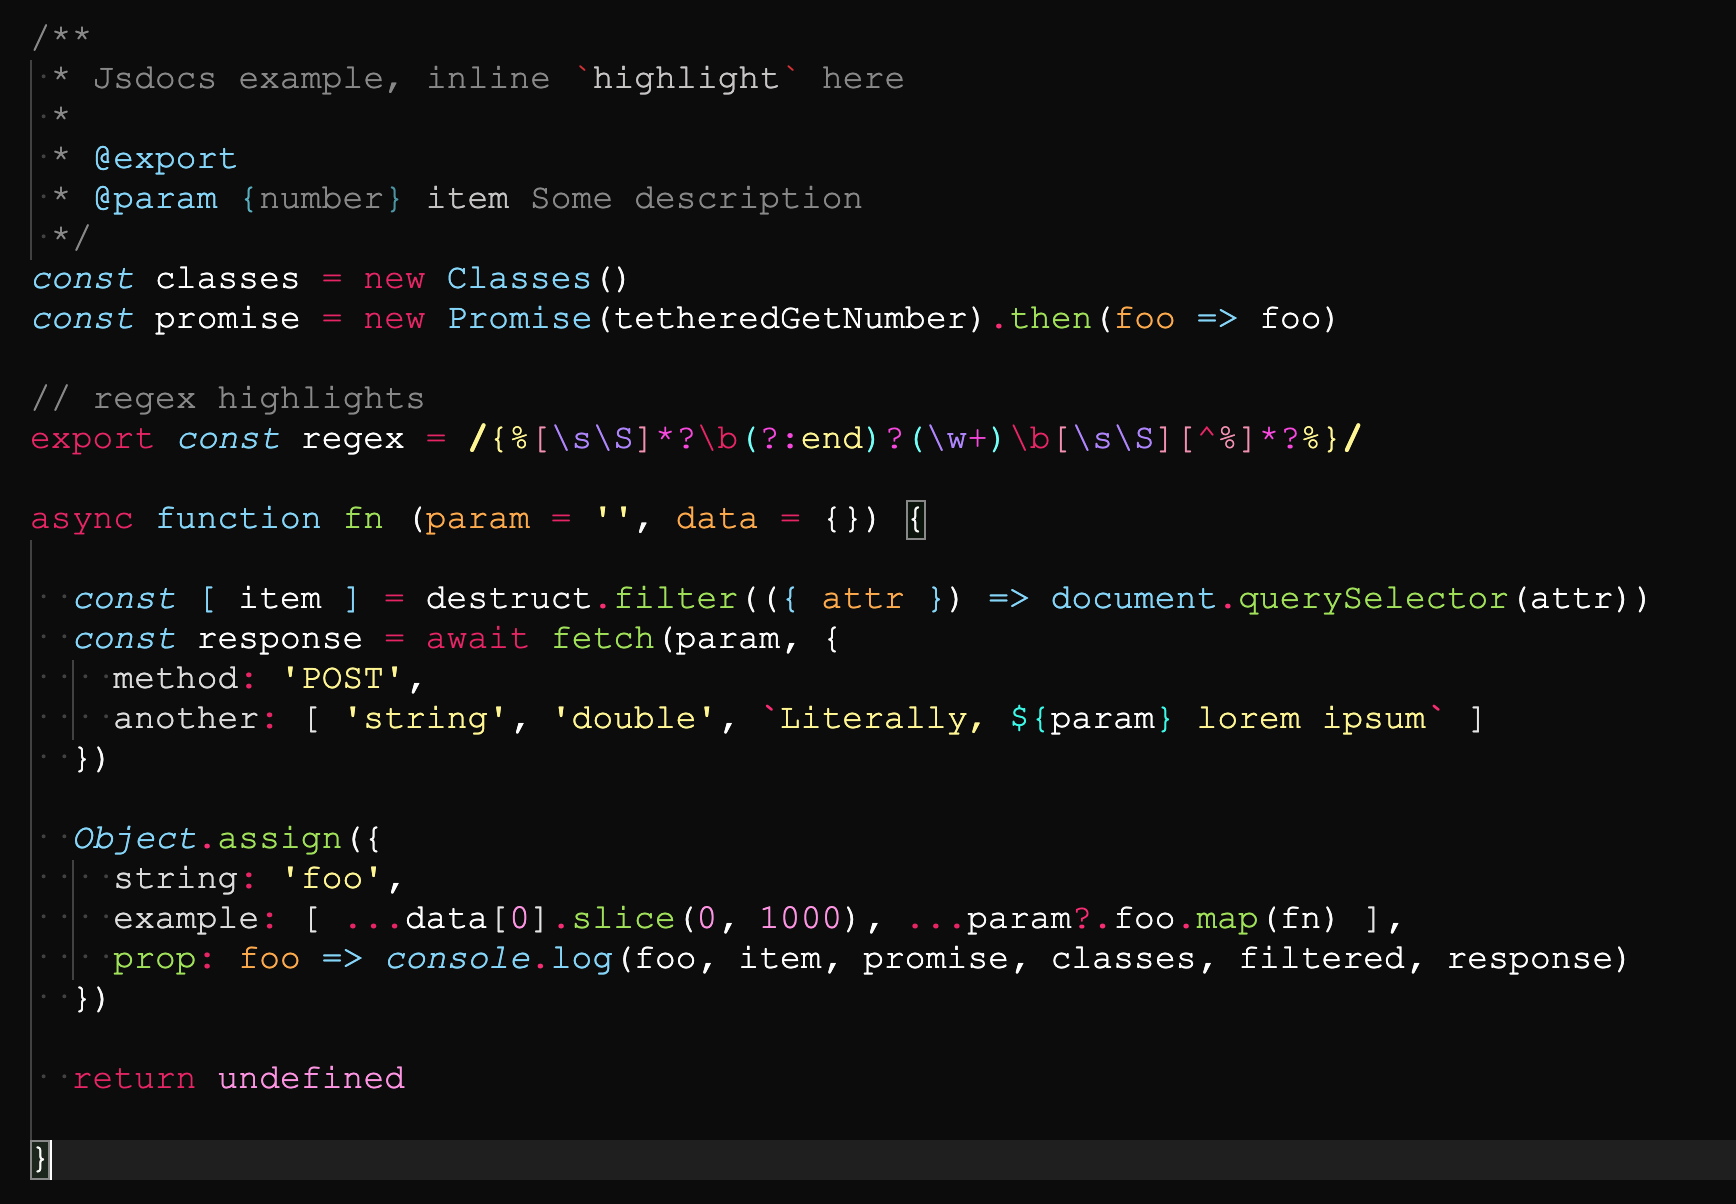 /**
 * Jsdocs example, inline `highlight` here
 *
 * @export
 * @param {number} item Some description
 */
const classes = new Classes()
const promise = new Promise(tetheredGetNumber).then(foo => foo)

// regex highlights
export const regex = /{%[\s\S]*?\b(?:end)?(\w+)\b[\s\S][^%]*?%}/

async function fn (param = '', data = {}) {

  const [ item ] = destruct.filter(({ attr }) => document.querySelector(attr))
  const response = await fetch(param, {
    method: 'POST',
    another: [ 'string', 'double', `Literally, ${param} lorem ipsum` ]
  })

  Object.assign({
    string: 'foo',
    example: [ ...data[0].slice(0, 1000), ...param?.foo.map(fn) ],
    prop: foo => console.log(foo, item, promise, classes, filtered, response)
  })

  return undefined

}